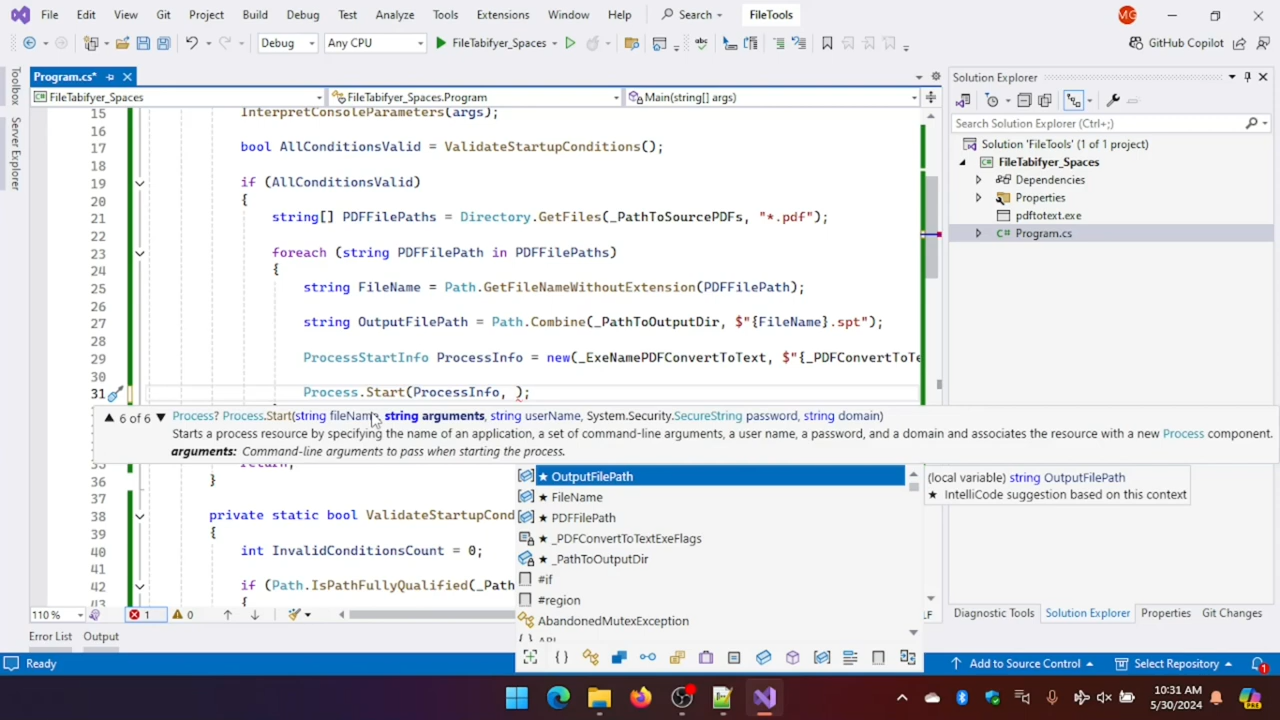 File Edit View Git Project Build Debug Test Analyze Tools Extensions Window Help Search FileTools MG
Debug Any CPU FileTabifyer_Spaces GitHub Copilot
Program.cs*
FileTabifyer_Spaces FileTabifyer_Spaces.Program Main(string[] args)
Toolbox
Server Explorer
15 InterpretConsoleParameters(args);
16
17 bool AllConditionsValid = ValidateStartupConditions();
18
19 if (AllConditionsValid)
20 {
21 string[] PDFFilePaths = Directory.GetFiles(_PathToSourcePDFs, "*.pdf");
22
23 foreach (string PDFFilePath in PDFFilePaths)
24 {
25 string FileName = Path.GetFileNameWithoutExtension(PDFFilePath);
26
27 string OutputFilePath = Path.Combine(_PathToOutputDir, $"{FileName}.spt");
28
29 ProcessStartInfo ProcessInfo = new(_ExeNamePDFConvertToText, $"{_PDFConvertToTe
30
31 Process.Start(ProcessInfo, );
▲ 6 of 6 ▼ Process? Process.Start(string fileName, string arguments, string userName, System.Security.SecureString password, string domain)
Starts a process resource by specifying the name of an application, a set of command-line arguments, a user name, a password, and a domain and associates the resource with a new Process component.
arguments: Command-line arguments to pass when starting the process.
return;
36 }
37
38 private static bool ValidateStartupCond
39 {
40 int InvalidConditionsCount = 0;
41
42 if (Path.IsPathFullyQualified(_Path
43 {
★ OutputFilePath
★ FileName
★ PDFFilePath
★ _PDFConvertToTextExeFlags
★ _PathToOutputDir
#if
#region
AbandonedMutexException
(local variable) string OutputFilePath
★ IntelliCode suggestion based on this context
Solution Explorer
Search Solution Explorer (Ctrl+;)
Solution 'FileTools' (1 of 1 project)
FileTabifyer_Spaces
Dependencies
Properties
pdftotext.exe
C# Program.cs
110 % 1 0
Diagnostic Tools Solution Explorer Properties Git Changes
Error List Output
Ready Add to Source Control Select Repository 1
10:31 AM
5/30/2024
PRE